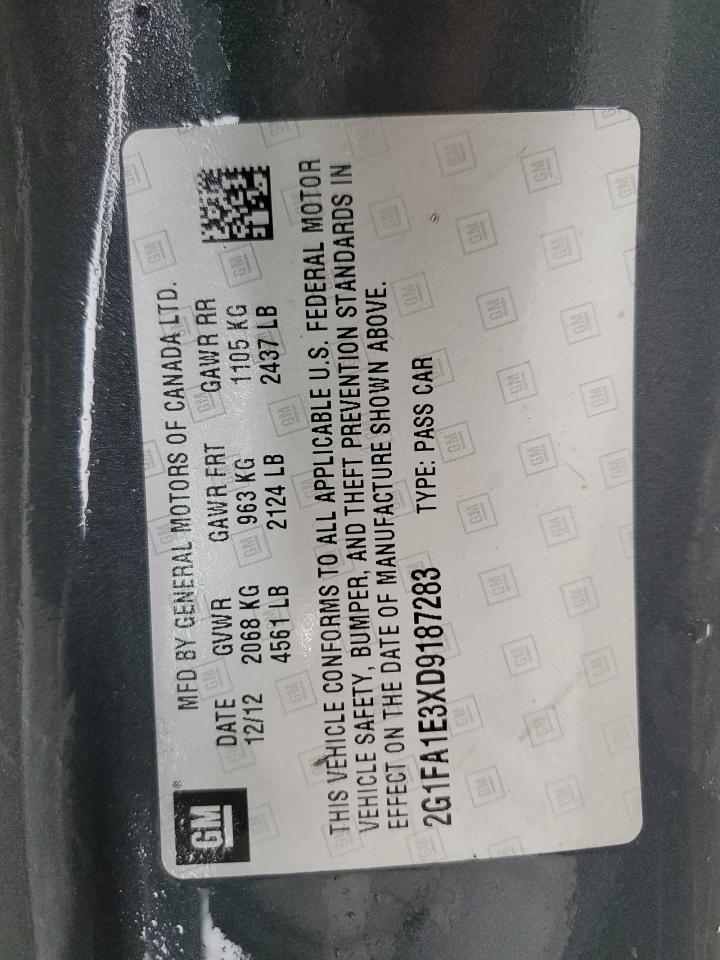 GM ®
MFD BY GENERAL MOTORS OF CANADA LTD.
DATE GVWR GAWR FRT GAWR RR
12/12 2068 KG 963 KG 1105 KG
4561 LB 2124 LB 2437 LB
THIS VEHICLE CONFORMS TO ALL APPLICABLE U.S. FEDERAL MOTOR
VEHICLE SAFETY, BUMPER, AND THEFT PREVENTION STANDARDS IN
EFFECT ON THE DATE OF MANUFACTURE SHOWN ABOVE.
2G1FA1E3XD9187283 TYPE: PASS CAR